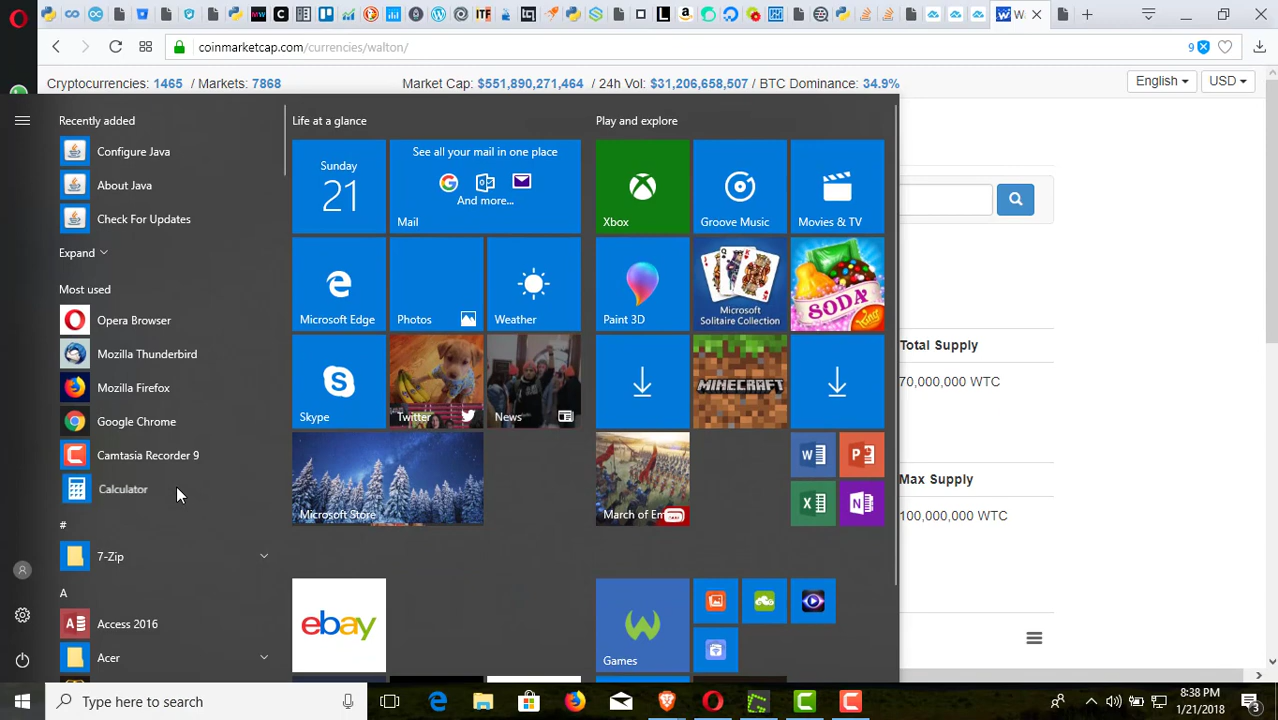 coinmarketcap.com/currencies/walton/
9
Cryptocurrencies: 1465 / Markets: 7868
Market Cap: $551,890,271,464 / 24h Vol: $31,206,658,507 / BTC Dominance: 34.9%
English
USD
Recently added
Configure Java
About Java
Check For Updates
Expand
Most used
Opera Browser
Mozilla Thunderbird
Mozilla Firefox
Google Chrome
Camtasia Recorder 9
Calculator
#
7-Zip
A
Access 2016
Acer
Life at a glance
Sunday
21
See all your mail in one place
And more...
Mail
Microsoft Edge
Photos
Weather
Skype
Twitter
News
Microsoft Store
ebay
Play and explore
Xbox
Groove Music
Movies & TV
Paint 3D
Microsoft
Solitaire Collection
SODA
King
MINECRAFT
March of Em
Games
Total Supply
70,000,000 WTC
Max Supply
100,000,000 WTC
Type here to search
8:38 PM
1/21/2018
3